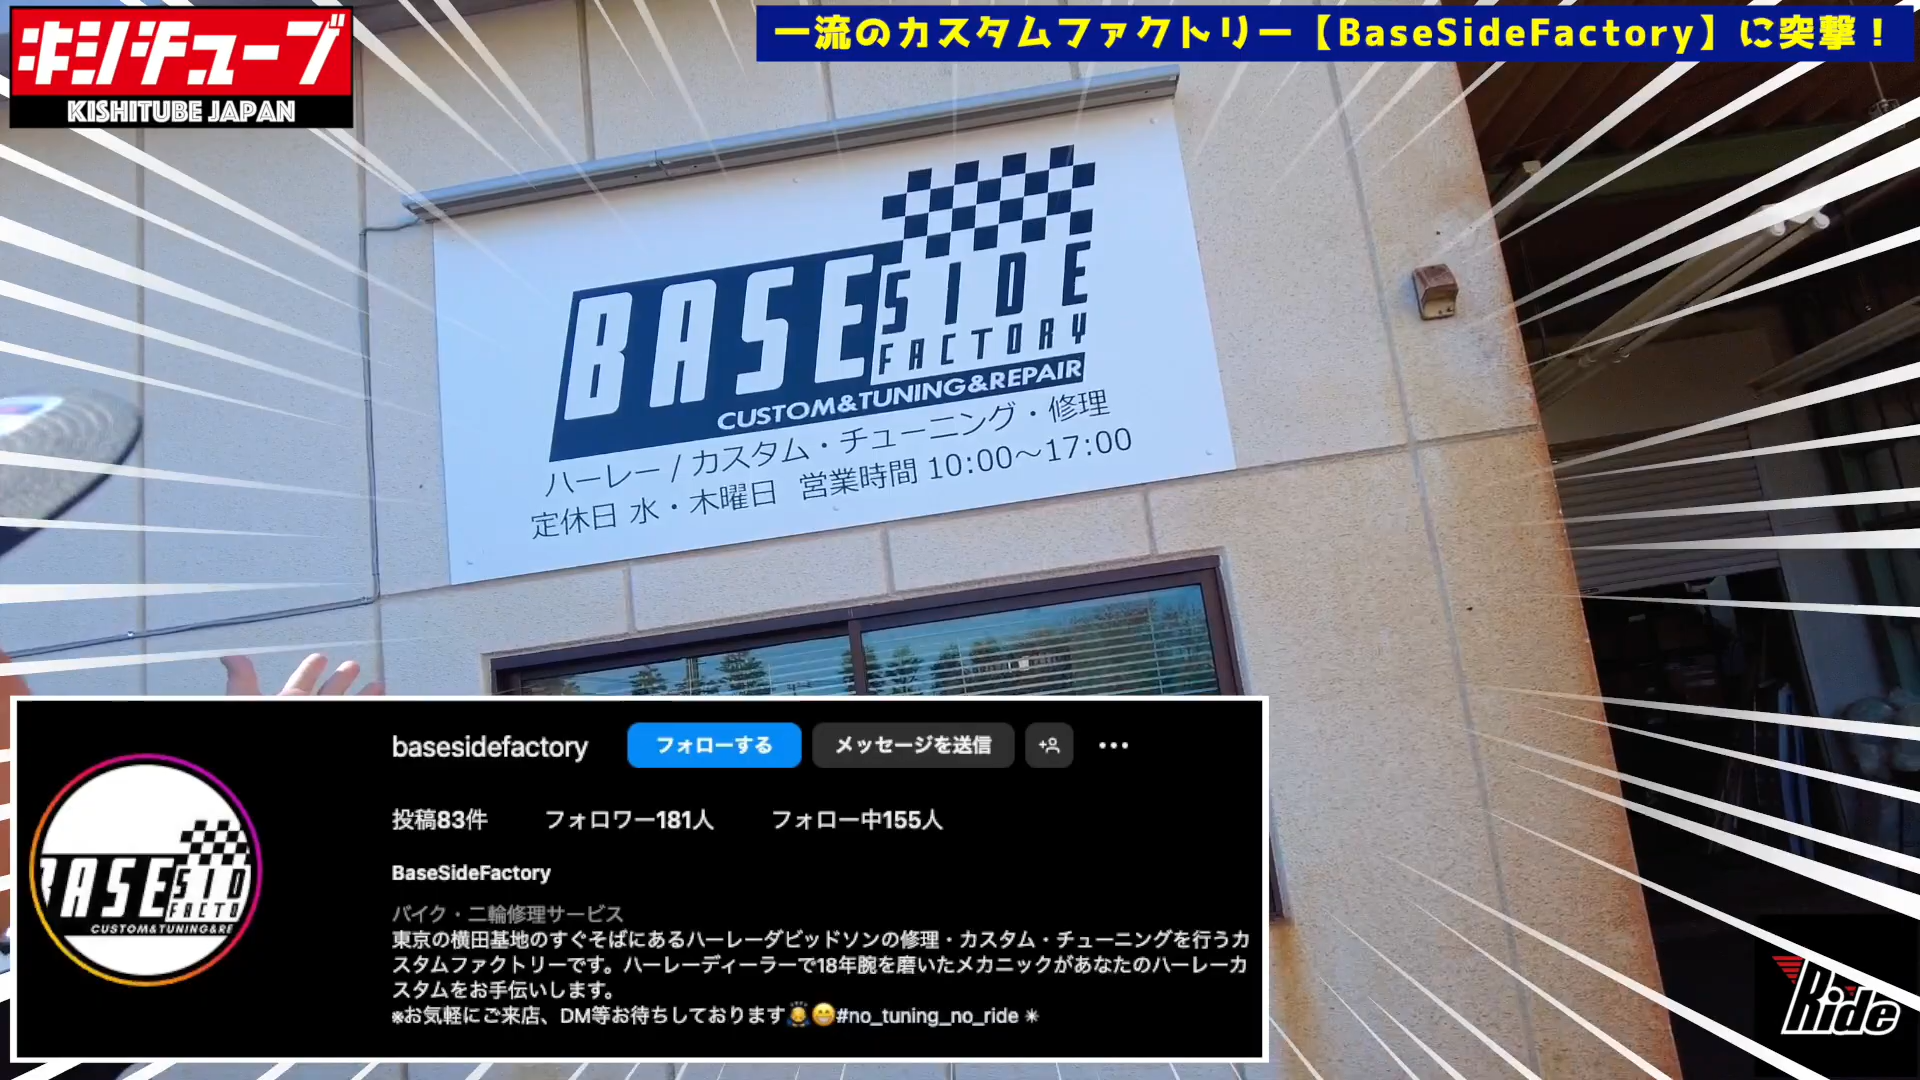 キシチューブ
KISHITUBE JAPAN
一流のカスタムファクトリー【BaseSideFactory】に突撃！
BASE SIDE
FACTORY
CUSTOM&TUNING&REPAIR
ハーレー / カスタム・チューニング・修理
定休日 水・木曜日 営業時間 10:00～17:00
basesidefactory フォローする メッセージを送信
投稿83件 フォロワー181人 フォロー中155人
BaseSideFactory
バイク・二輪修理サービス
東京の横田基地のすぐそばにあるハーレーダビッドソンの修理・カスタム・チューニングを行うカ
スタムファクトリーです。ハーレーディーラーで18年腕を磨いたメカニックがあなたのハーレーカ
スタムをお手伝いします。
※お気軽にご来店、DM等お待ちしております🙇😁#no_tuning_no_ride ✴
BASE SID
FACTO
CUSTOM&TUNING&RE
Ride